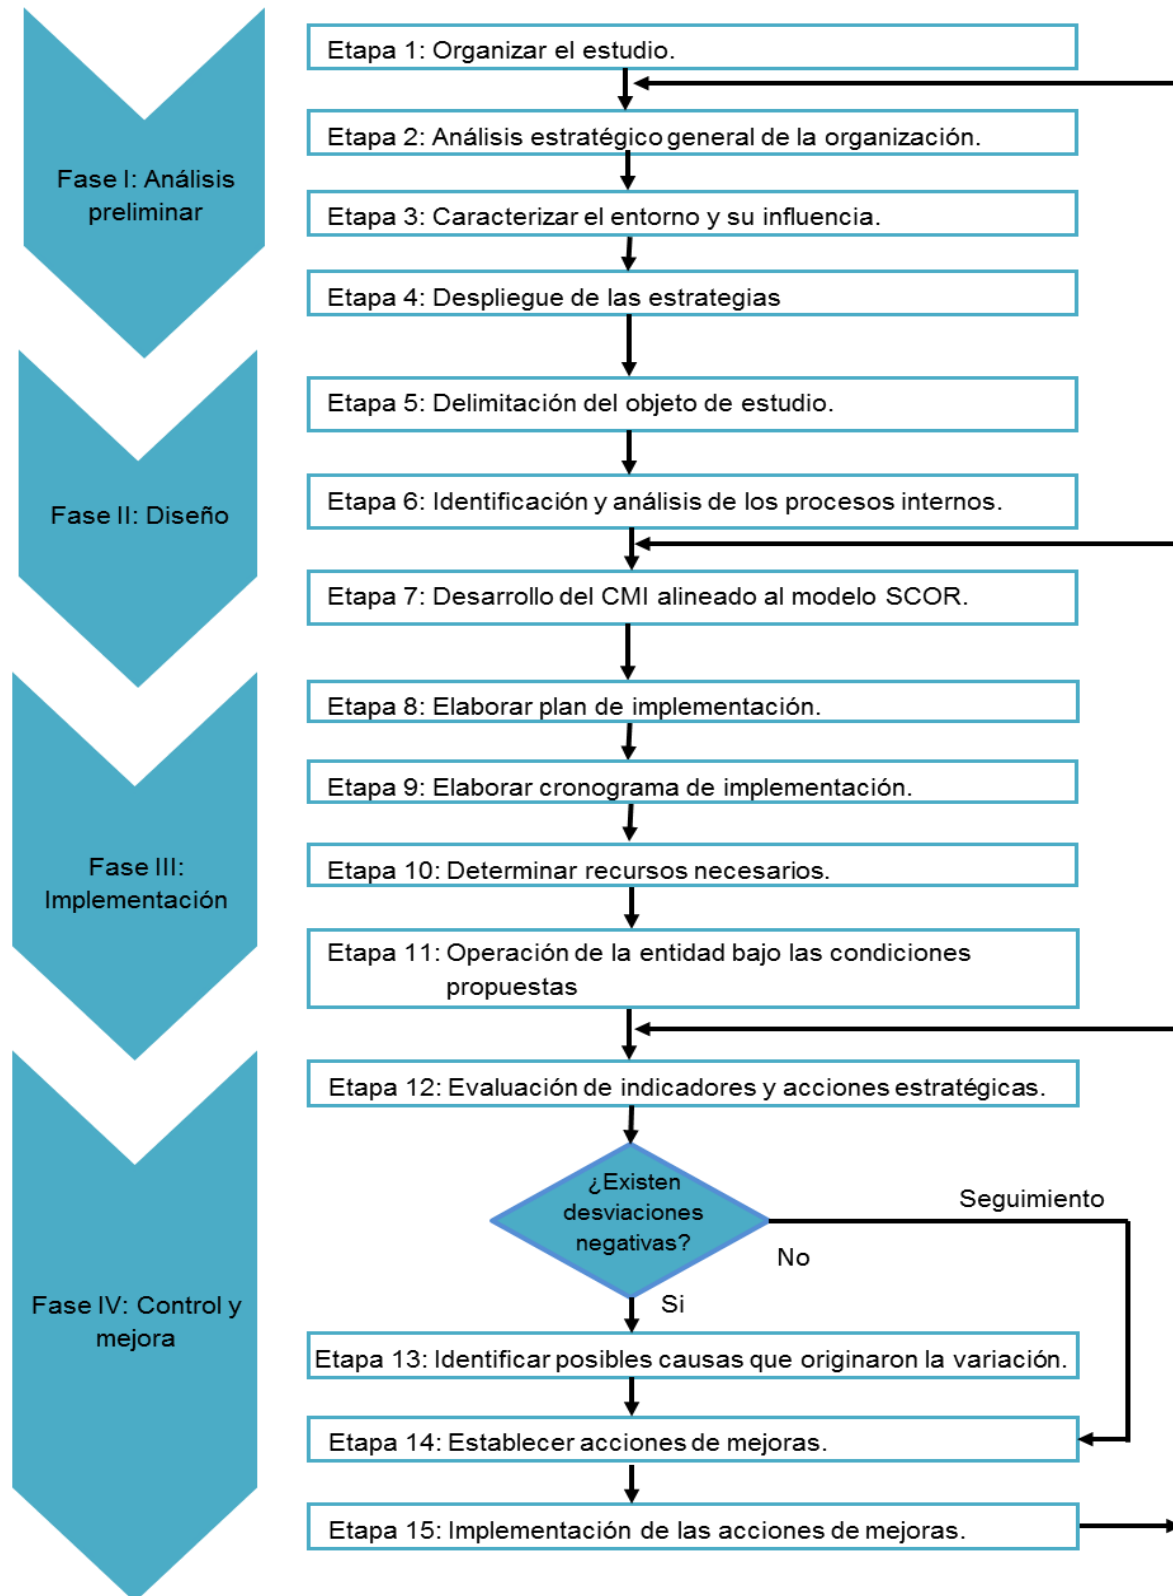 Etapa 1: Organizar el estudio.
Etapa 2: Análisis estratégico general de la organización.
Fase I: Análisis
preliminar
Etapa 3: Caracterizar el entorno y su influencia.
Etapa 4: Despliegue de las estrategias
Etapa 5: Delimitación del objeto de estudio.
Fase II: Diseño
Etapa 6: Identificación y análisis de los procesos internos.
Etapa 7: Desarrollo del CMI alineado al modelo SCOR.
Etapa 8: Elaborar plan de implementación.
Etapa 9: Elaborar cronograma de implementación.
Fase III:
Implementación
Etapa 10: Determinar recursos necesarios.
Etapa 11: Operación de la entidad bajo las condiciones
propuestas
Etapa 12: Evaluación de indicadores y acciones estratégicas.
¿Existen
desviaciones
negativas?
Seguimiento
No
Si
Fase IV: Control y
mejora
Etapa 13: Identificar posibles causas que originaron la variación.
Etapa 14: Establecer acciones de mejoras.
Etapa 15: Implementación de las acciones de mejoras.